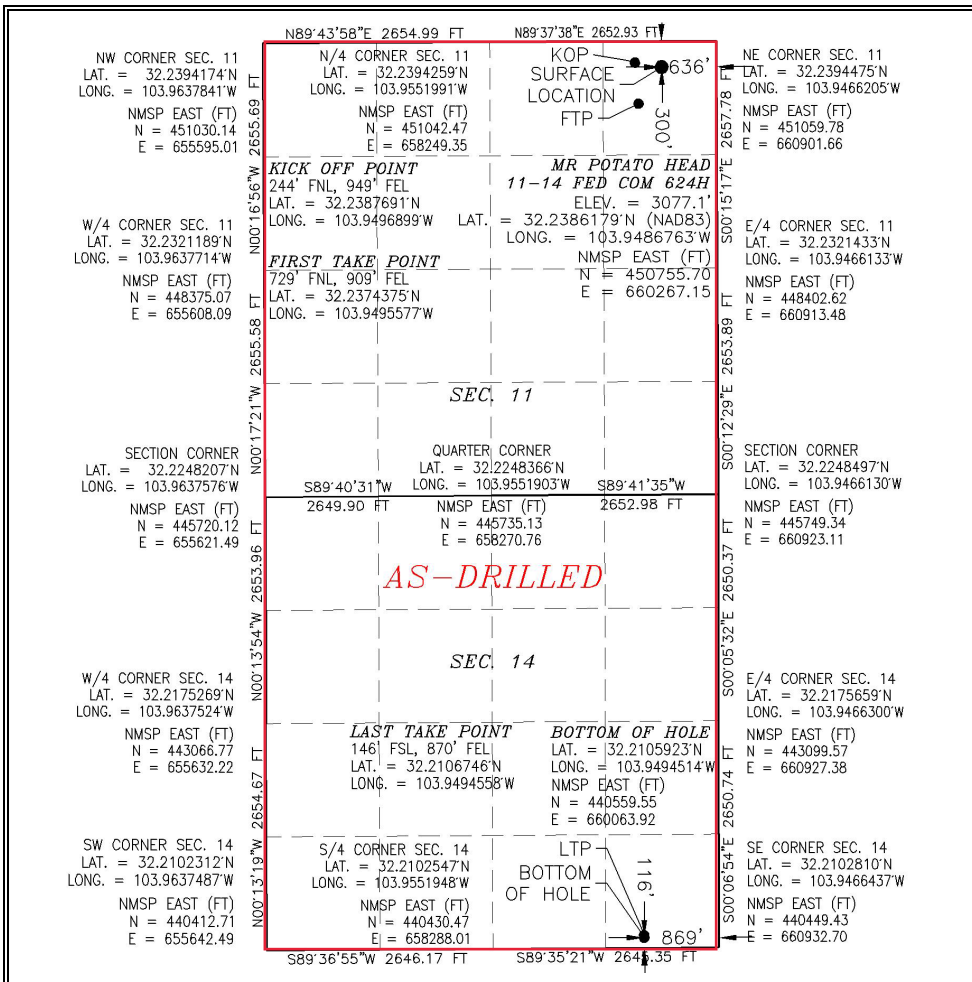 N89°43'58"E 2654.99 FT
N89°37'38"E 2652.93 FT
NW CORNER SEC. 11
LAT. = 32.2394174°N
LONG. = 103.9637841°W
NMSP EAST (FT)
N = 451030.14
E = 655595.01
N/4 CORNER SEC. 11
LAT. = 32.2394259°N
LONG. = 103.9551991°W
NMSP EAST (FT)
N = 451042.47
E = 658249.35
KOP
SURFACE
LOCATION
FTP
636'
300'
NE CORNER SEC. 11
LAT. = 32.2394475°N
LONG. = 103.9466205°W
NMSP EAST (FT)
N = 451059.78
E = 660901.66
N00°16'56"W 2655.69 FT
S00°15'17"E 2657.78 FT
KICK OFF POINT
244' FNL, 949' FEL
LAT. = 32.2387691°N
LONG. = 103.9496899°W
MR POTATO HEAD
11-14 FED COM 624H
ELEV. = 3077.1'
LAT. = 32.2386179°N (NAD83)
LONG. = 103.9486763°W
NMSP EAST (FT)
N = 450755.70
E = 660267.15
W/4 CORNER SEC. 11
LAT. = 32.2321189°N
LONG. = 103.9637714°W
NMSP EAST (FT)
N = 448375.07
E = 655608.09
FIRST TAKE POINT
729' FNL, 909' FEL
LAT. = 32.2374375°N
LONG. = 103.9495577°W
E/4 CORNER SEC. 11
LAT. = 32.2321433°N
LONG. = 103.9466133°W
NMSP EAST (FT)
N = 448402.62
E = 660913.48
N00°17'21"W 2655.58 FT
S00°12'29"E 2653.89 FT
SEC. 11
SECTION CORNER
LAT. = 32.2248207°N
LONG. = 103.9637576°W
NMSP EAST (FT)
N = 445720.12
E = 655621.49
QUARTER CORNER
LAT. = 32.2248366°N
LONG. = 103.9551903°W
S89°40'31"W
2649.90 FT
S89°41'35"W
2652.98 FT
NMSP EAST (FT)
N = 445735.13
E = 658270.76
SECTION CORNER
LAT. = 32.2248497°N
LONG. = 103.9466130°W
NMSP EAST (FT)
N = 445749.34
E = 660923.11
N00°13'54"W 2653.96 FT
S00°05'32"E 2650.37 FT
AS-DRILLED
SEC. 14
W/4 CORNER SEC. 14
LAT. = 32.2175269°N
LONG. = 103.9637524°W
NMSP EAST (FT)
N = 443066.77
E = 655632.22
E/4 CORNER SEC. 14
LAT. = 32.2175659°N
LONG. = 103.9466300°W
NMSP EAST (FT)
N = 443099.57
E = 660927.38
LAST TAKE POINT
146' FSL, 870' FEL
LAT. = 32.2106746°N
LONG. = 103.9494558°W
BOTTOM OF HOLE
LAT. = 32.2105923°N
LONG. = 103.9494514°W
NMSP EAST (FT)
N = 440559.55
E = 660063.92
N00°13'19"W 2654.67 FT
S00°06'54"E 2650.74 FT
SW CORNER SEC. 14
LAT. = 32.2102312°N
LONG. = 103.9637487°W
NMSP EAST (FT)
N = 440412.71
E = 655642.49
S/4 CORNER SEC. 14
LAT. = 32.2102547°N
LONG. = 103.9551948°W
NMSP EAST (FT)
N = 440430.47
E = 658288.01
LTP
BOTTOM
OF HOLE
116'
869'
SE CORNER SEC. 14
LAT. = 32.2102810°N
LONG. = 103.9466437°W
NMSP EAST (FT)
N = 440449.43
E = 660932.70
S89°36'55"W 2646.17 FT
S89°35'21"W 2645.35 FT